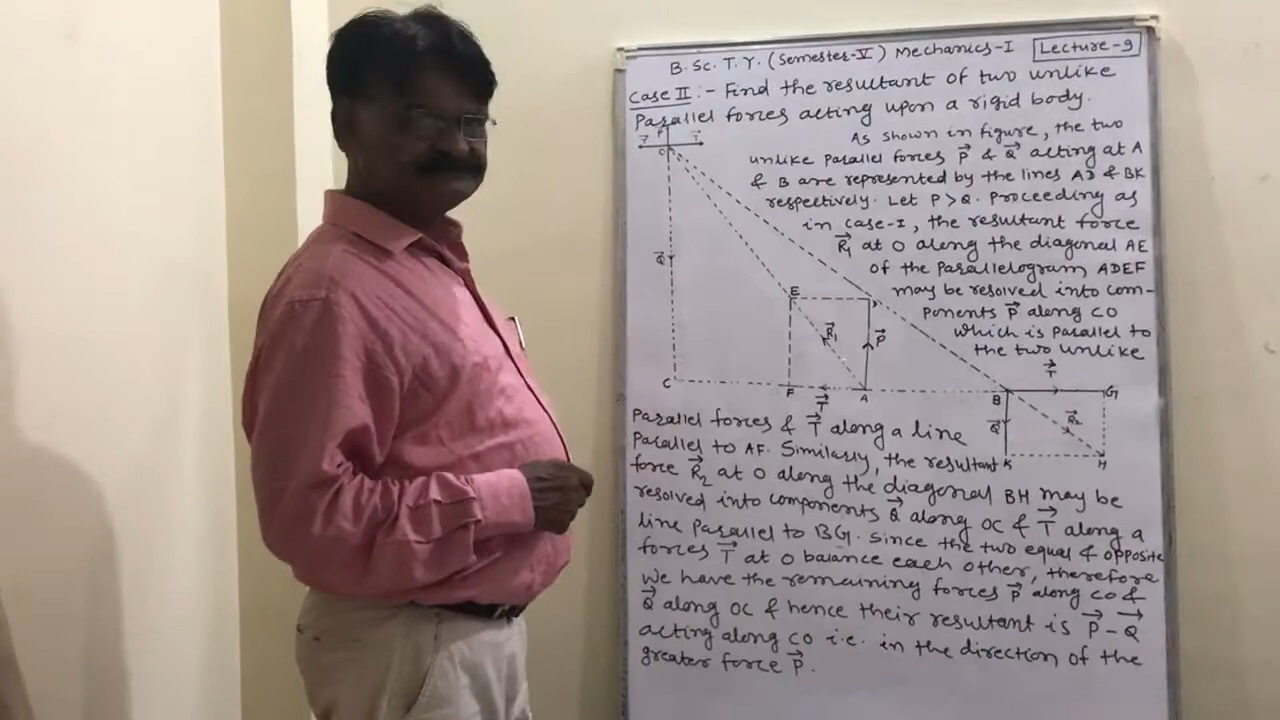 B.Sc. T.Y. (Semester-V) Mechanics-I Lecture-9
Case II :- Find the resultant of two unlike
Parallel forces acting upon a rigid body.
As shown in figure, the two
unlike parallel forces P⃗ & Q⃗ acting at A
& B are represented by the lines AD & BK
respectively. Let P>Q. Proceeding as
in case-I, the resultant force
R⃗₁ at O along the diagonal AE
of the parallelogram ADEF
may be resolved into com-
ponents P⃗ along CO
which is parallel to
the two unlike
T⃗ T⃗
O
Q⃗
E
R⃗₁ P⃗
T⃗
C F A B G
T⃗
Q⃗ R⃗₂
K H
Parallel forces & T⃗ along a line
Parallel to AF. Similarly, the resultant
force R⃗₂ at O along the diagonal BH may be
resolved into components Q⃗ along OC & T⃗ along a
line parallel to BG. Since the two equal & opposite
forces T⃗ at O balance each other, therefore
we have the remaining forces P⃗ along CO &
Q⃗ along OC & hence their resultant is P⃗ - Q⃗
acting along CO i.e. in the direction of the
greater force P⃗.